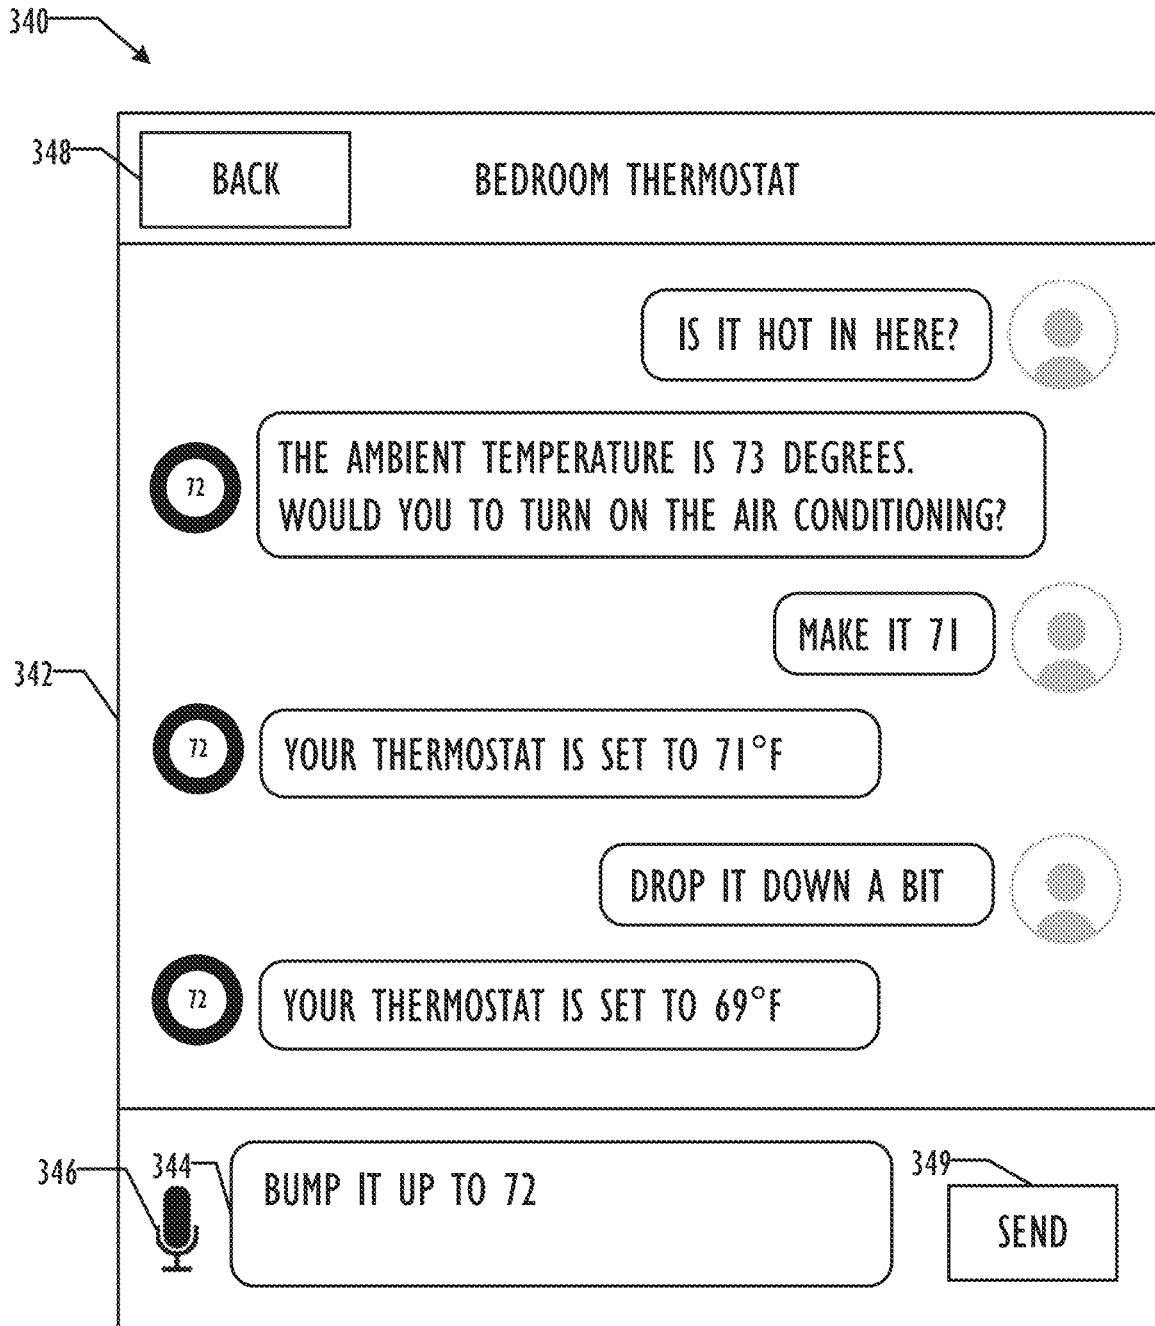 340
348
BACK
BEDROOM THERMOSTAT
IS IT HOT IN HERE?
72
THE AMBIENT TEMPERATURE IS 73 DEGREES.
WOULD YOU TO TURN ON THE AIR CONDITIONING?
MAKE IT 71
342
72
YOUR THERMOSTAT IS SET TO 71°F
DROP IT DOWN A BIT
72
YOUR THERMOSTAT IS SET TO 69°F
346
344
BUMP IT UP TO 72
349
SEND